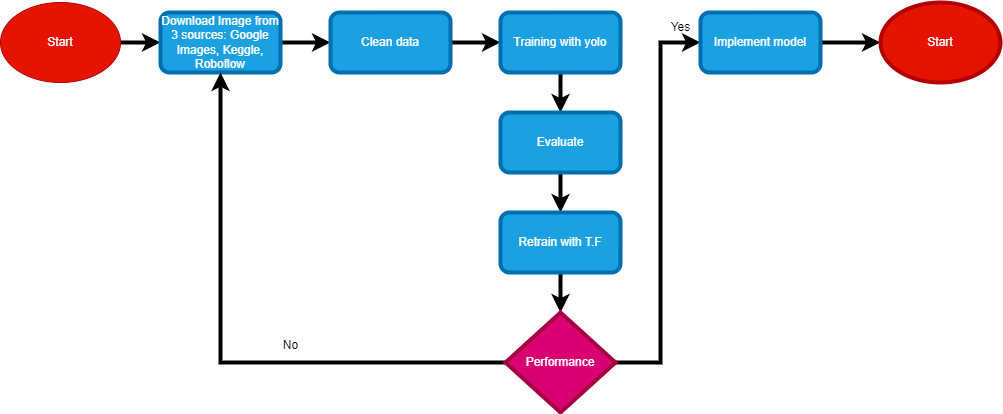 Start
Download Image from
3 sources: Google
Images, Keggle,
Roboflow
Clean data
Training with yolo
Yes
Implement model
Start
Evaluate
Retrain with T.F
No
Performance